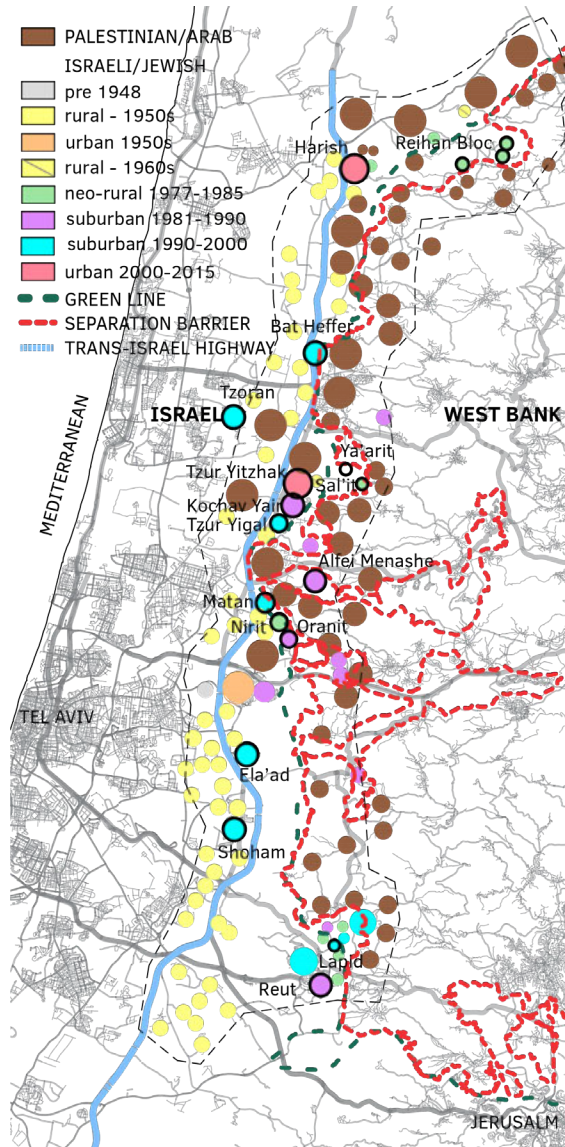 PALESTINIAN/ARAB
ISRAELI/JEWISH
pre 1948
rural - 1950s
urban 1950s
rural - 1960s
neo-rural 1977-1985
suburban 1981-1990
suburban 1990-2000
urban 2000-2015
GREEN LINE
SEPARATION BARRIER
TRANS-ISRAEL HIGHWAY
Harish
Reihan Bloc
Bat Heffer
Tzoran
ISRAEL
WEST BANK
MEDITERRANEAN
Ya'arit
Tzur Yitzhak
Sal'it
Kochav Yair
Tzur Yigal
Alfei Menashe
Matan
Nirit
Oranit
TEL AVIV
Ela'ad
Shoham
Lapid
Reut
JERUSALM